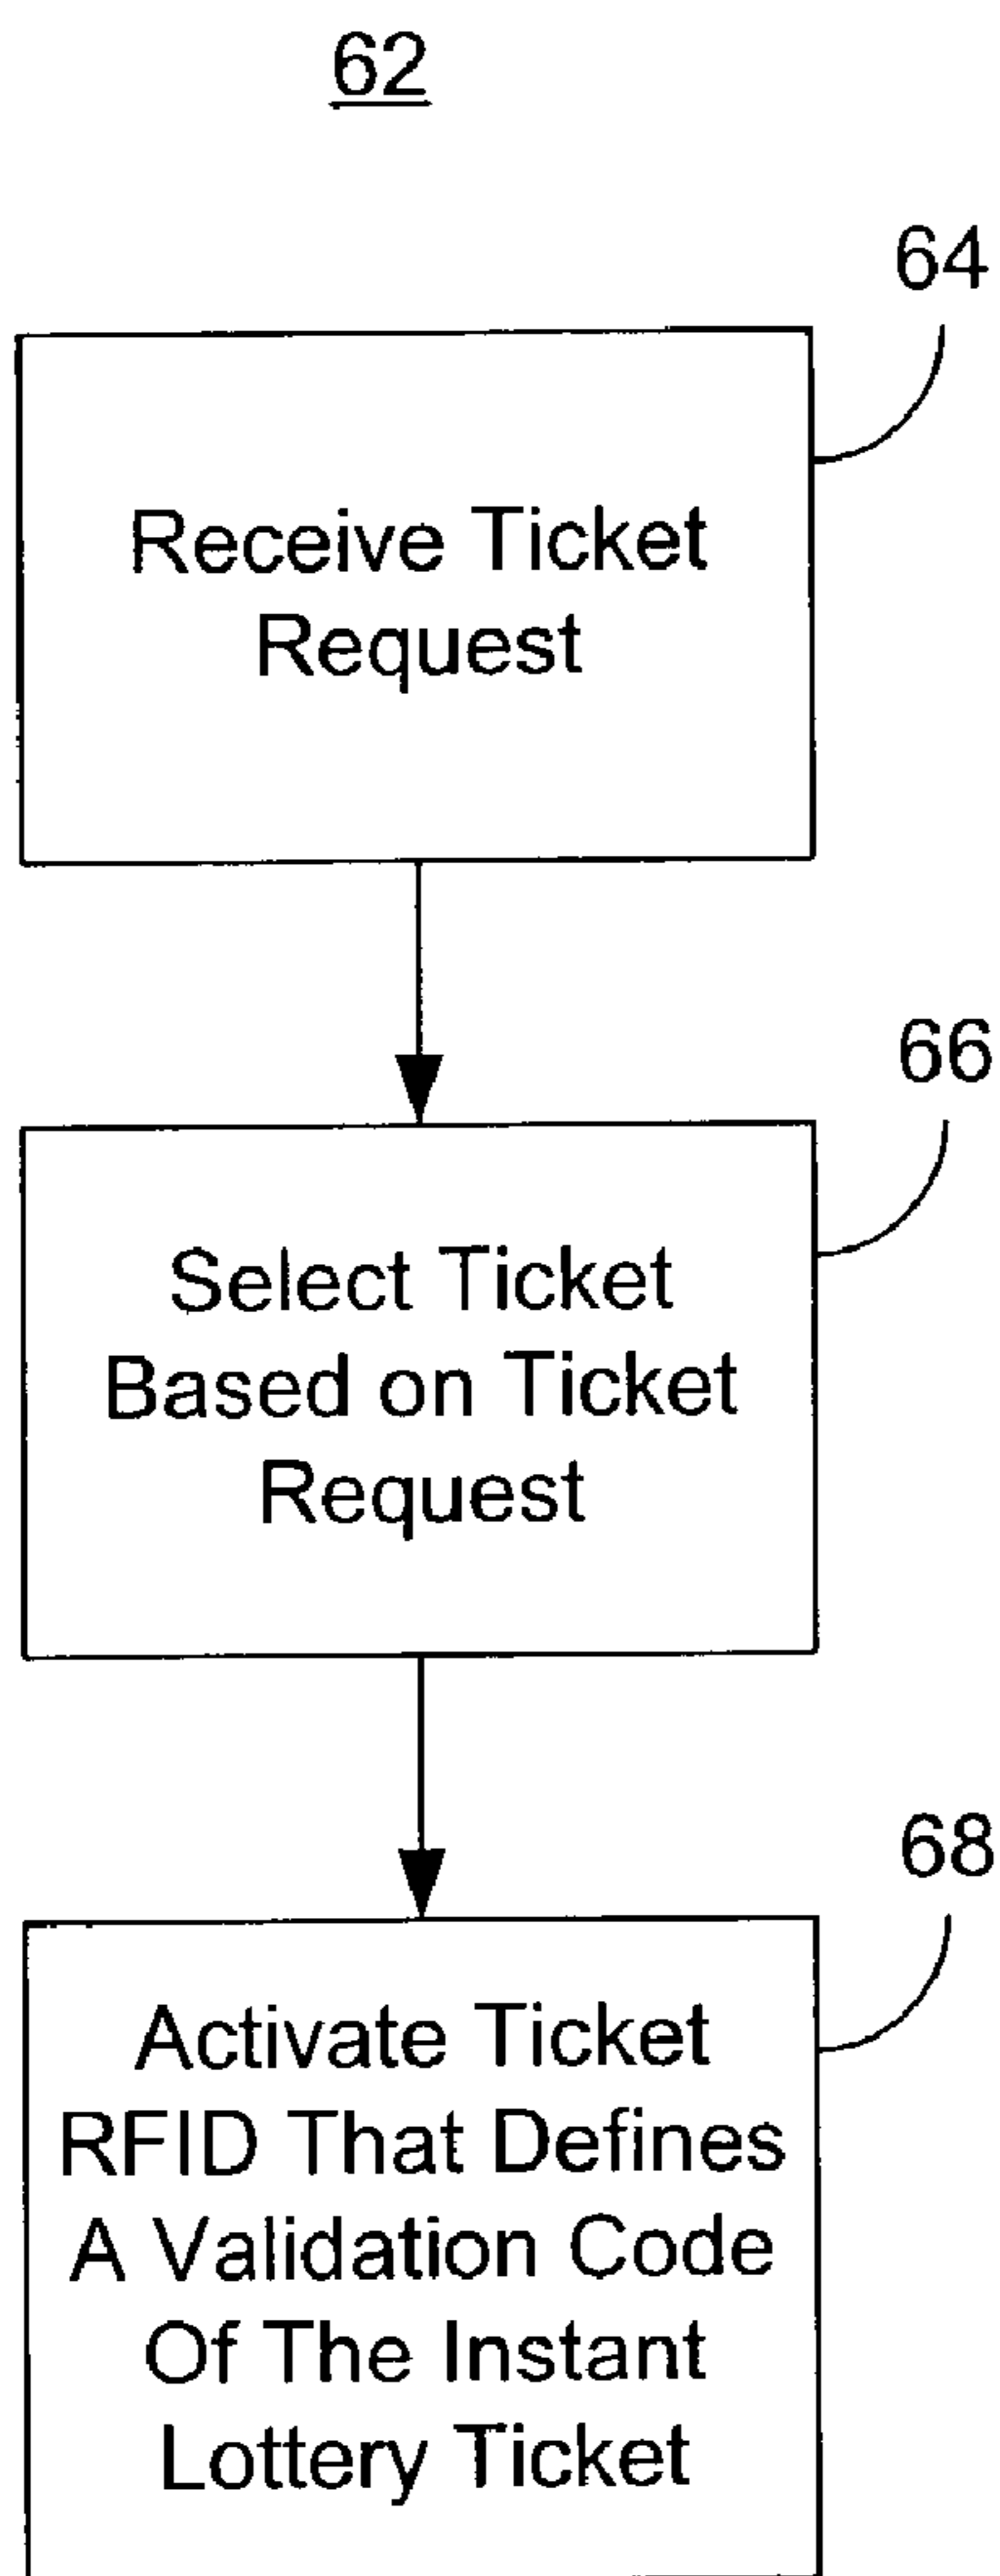 62
64
Receive Ticket
Request
66
Select Ticket
Based on Ticket
Request
68
Activate Ticket
RFID That Defines
A Validation Code
Of The Instant
Lottery Ticket